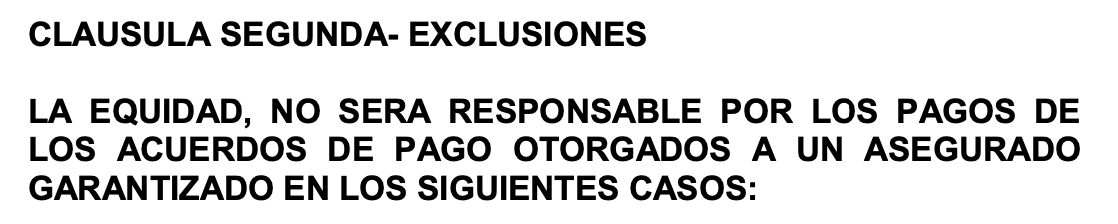 CLAUSULA SEGUNDA- EXCLUSIONES
LA EQUIDAD, NO SERA RESPONSABLE POR LOS PAGOS DE
LOS ACUERDOS DE PAGO OTORGADOS A UN ASEGURADO
GARANTIZADO EN LOS SIGUIENTES CASOS: